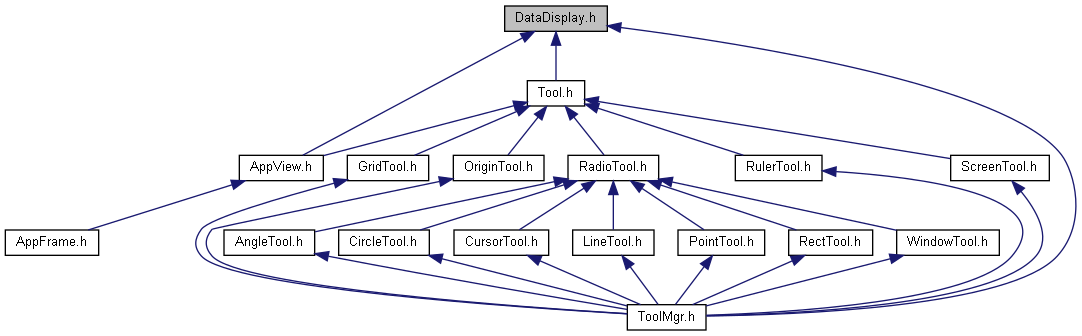 DataDisplay.h
Tool.h
AppView.h
GridTool.h
OriginTool.h
RadioTool.h
RulerTool.h
ScreenTool.h
AppFrame.h
AngleTool.h
CircleTool.h
CursorTool.h
LineTool.h
PointTool.h
RectTool.h
WindowTool.h
ToolMgr.h